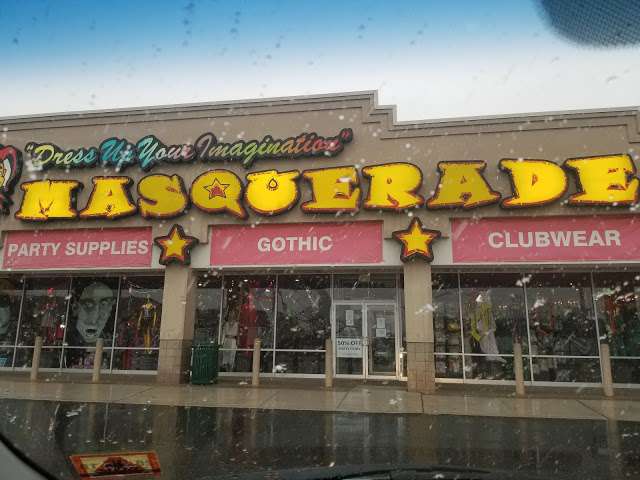 "Dress Up Your Imagination"
MASQUERADE
PARTY SUPPLIES
GOTHIC
CLUBWEAR
50% OFF